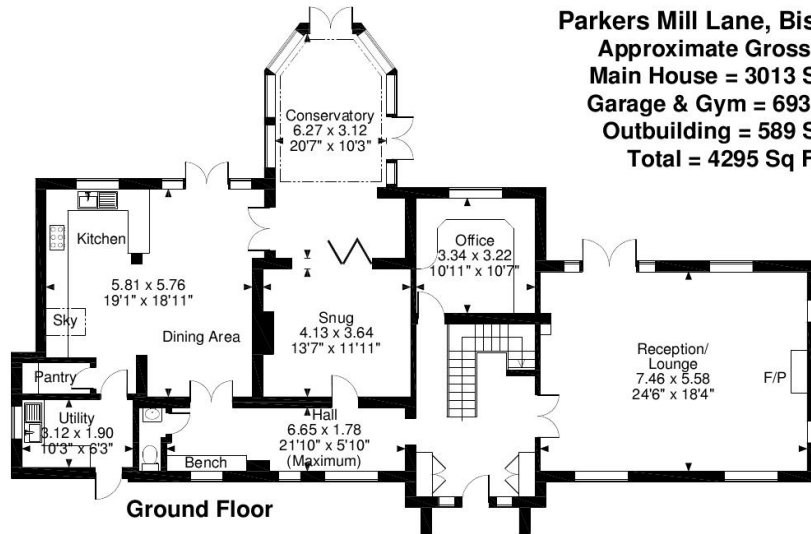 Parkers Mill Lane, Bis
Approximate Gross
Main House = 3013 S
Garage & Gym = 693
Outbuilding = 589 S
Total = 4295 Sq F
Conservatory
6.27 x 3.12
20'7" x 10'3"
Kitchen
5.81 x 5.76
19'1" x 18'11"
Sky
Dining Area
Office
3.34 x 3.22
10'11" x 10'7"
Snug
4.13 x 3.64
13'7" x 11'11"
Reception/
Lounge
7.46 x 5.58
24'6" x 18'4"
F/P
Pantry
Utility
3.12 x 1.90
10'3" x 6'3"
Hall
6.65 x 1.78
21'10" x 5'10"
(Maximum)
Bench
Ground Floor